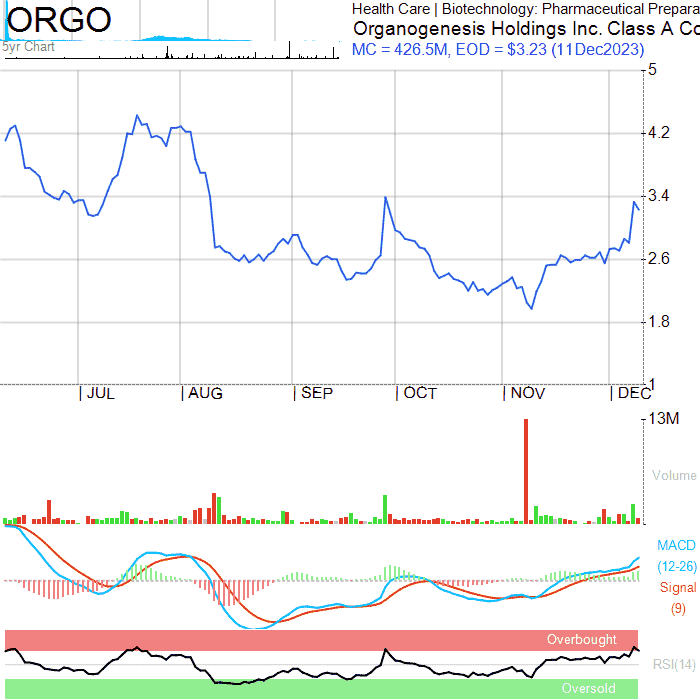 ORGO
5yr Chart
Health Care | Biotechnology: Pharmaceutical Prepara
Organogenesis Holdings Inc. Class A Co
MC = 426.5M, EOD = $3.23 (11Dec2023)
5
4.2
3.4
2.6
1.8
1
JUL AUG SEP OCT NOV DEC
13M
Volume
MACD
(12-26)
Signal
(9)
Overbought
RSI(14)
Oversold